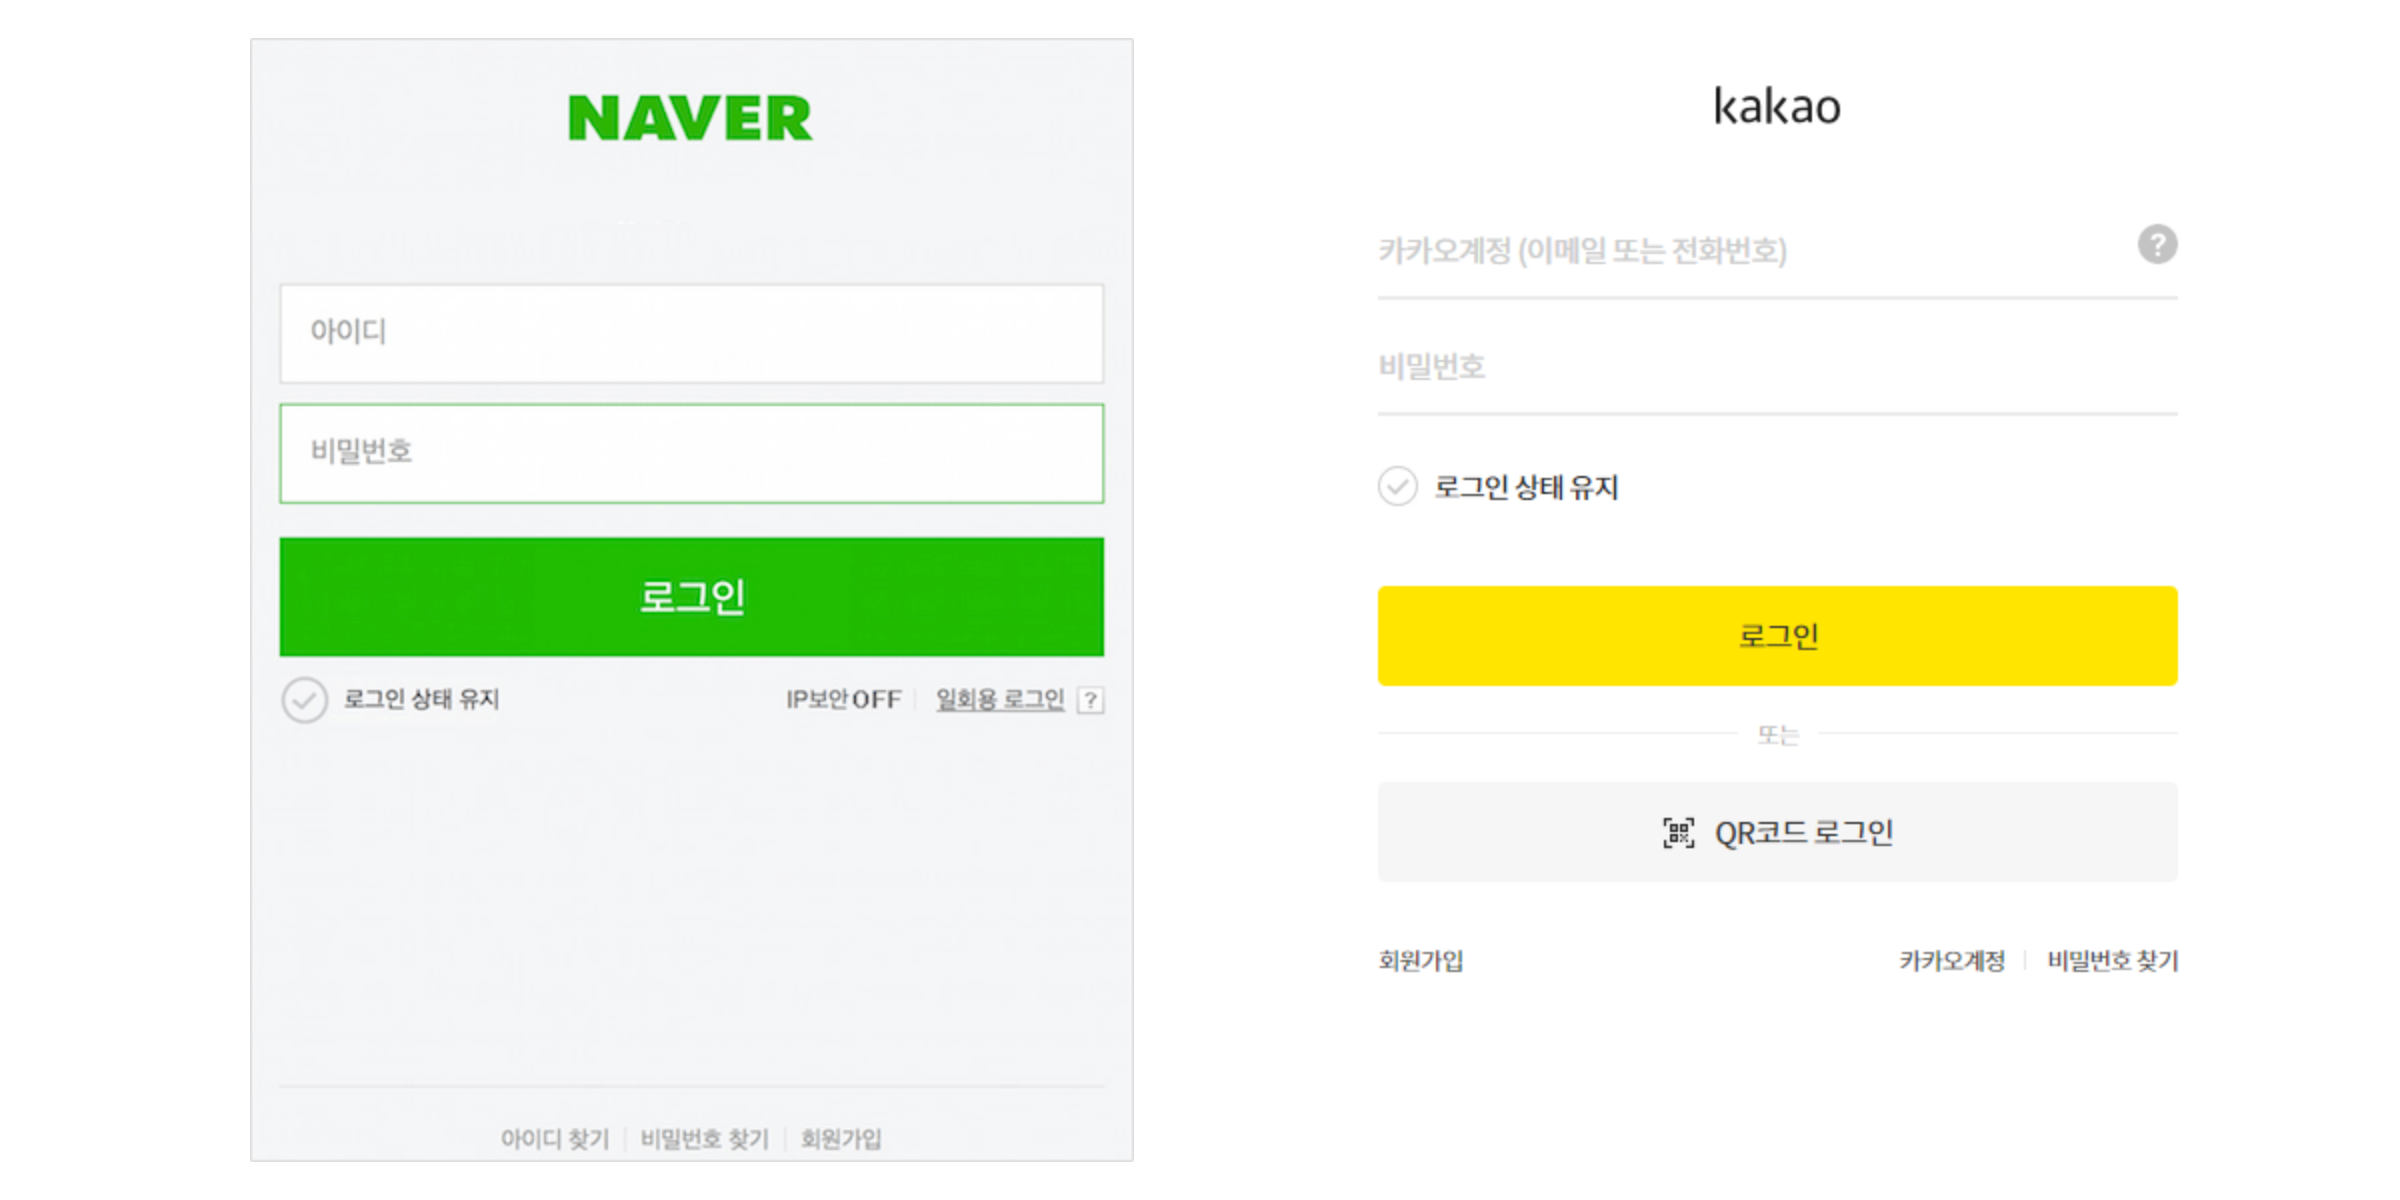 NAVER
아이디
비밀번호
로그인
로그인 상태 유지 IP보안 OFF 일회용 로그인 ?
아이디 찾기 비밀번호 찾기 회원가입
kakao
카카오계정 (이메일 또는 전화번호) ?
비밀번호
로그인 상태 유지
로그인
또는
QR코드 로그인
회원가입 카카오계정 비밀번호 찾기